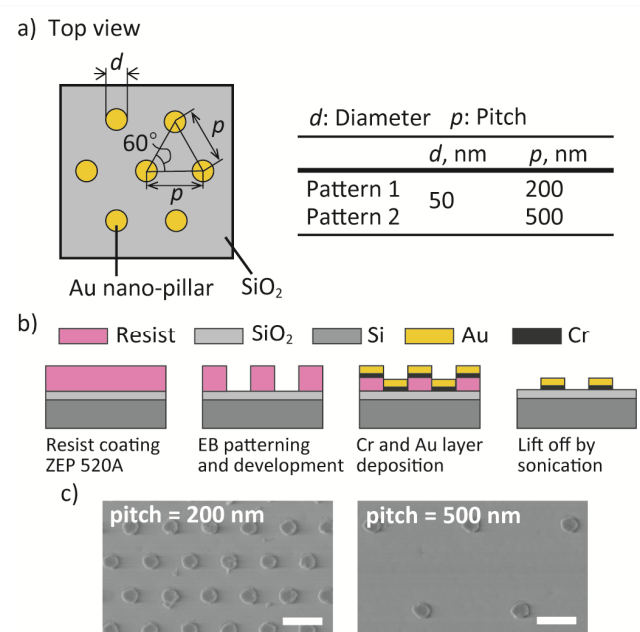 a) Top view
d
60°
p
p
Au nano-pillar
SiO₂
d: Diameter p: Pitch
d, nm p, nm
Pattern 1 50 200
Pattern 2 500
b)
Resist SiO₂ Si Au Cr
Resist coating
ZEP 520A
EB patterning
and development
Cr and Au layer
deposition
Lift off by
sonication
c)
pitch = 200 nm
pitch = 500 nm